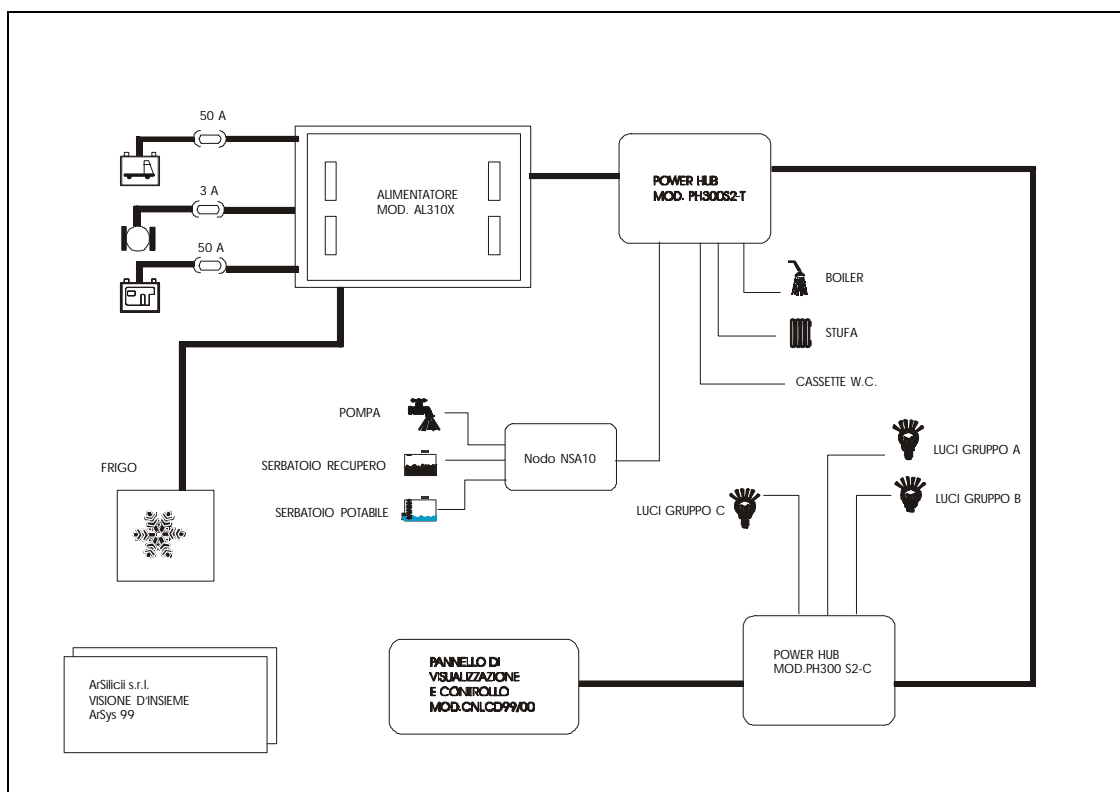 50 A
3 A
50 A
ALIMENTATORE
MOD. AL310X
POWER HUB
MOD. PH300S2-T
BOILER
STUFA
CASSETTE W.C.
POMPA
SERBATOIO RECUPERO
SERBATOIO POTABILE
Nodo NSA10
FRIGO
LUCI GRUPPO A
LUCI GRUPPO B
LUCI GRUPPO C
POWER HUB
MOD.PH300 S2-C
PANNELLO DI
VISUALIZZAZIONE
E CONTROLLO
MOD.CNLCD99/00
ArSilicii s.r.l.
VISIONE D'INSIEME
ArSys 99